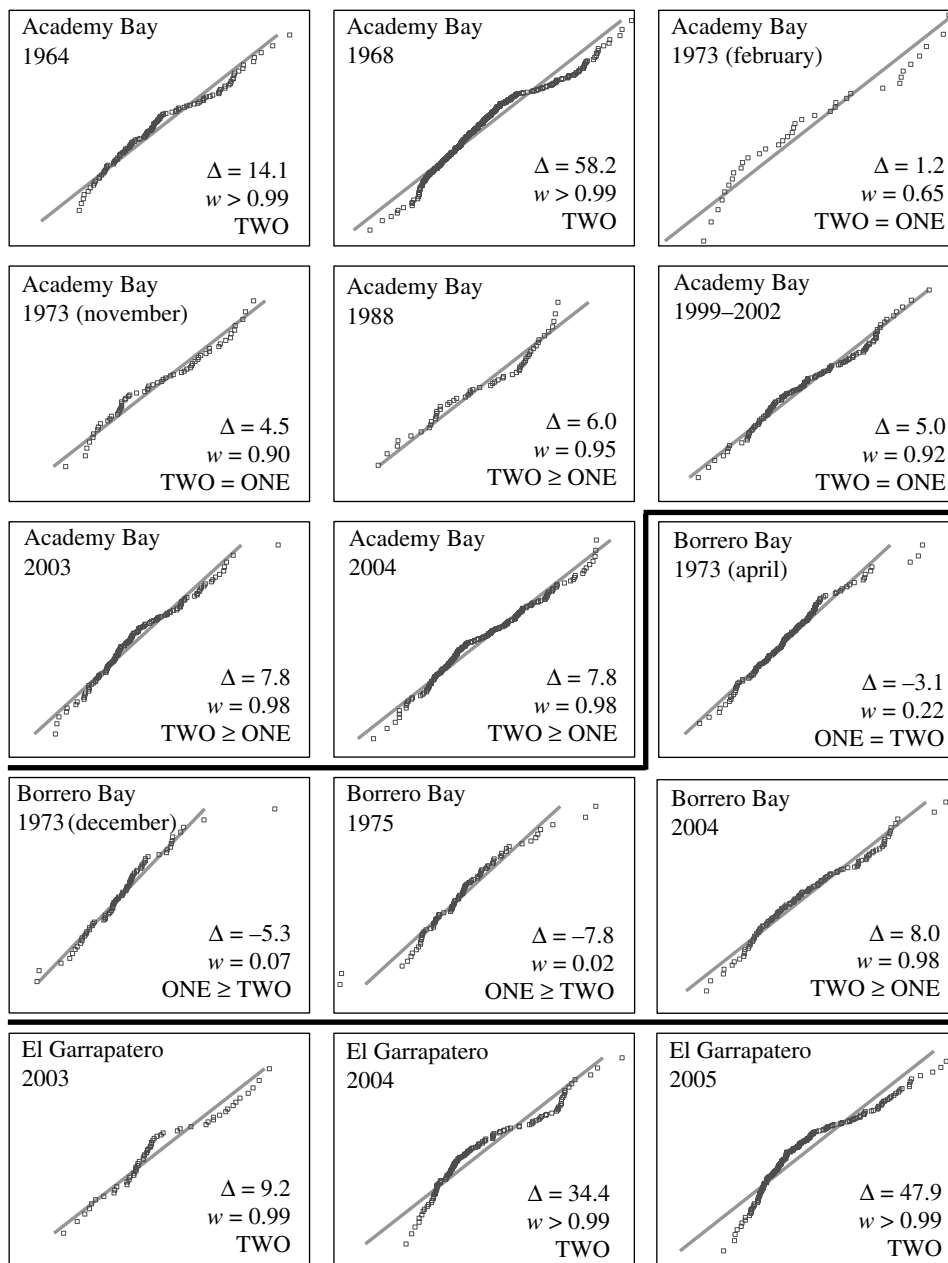 Academy Bay
1964
Δ = 14.1
w > 0.99
TWO
Academy Bay
1968
Δ = 58.2
w > 0.99
TWO
Academy Bay
1973 (february)
Δ = 1.2
w = 0.65
TWO = ONE
Academy Bay
1973 (november)
Δ = 4.5
w = 0.90
TWO = ONE
Academy Bay
1988
Δ = 6.0
w = 0.95
TWO ≥ ONE
Academy Bay
1999–2002
Δ = 5.0
w = 0.92
TWO = ONE
Academy Bay
2003
Δ = 7.8
w = 0.98
TWO ≥ ONE
Academy Bay
2004
Δ = 7.8
w = 0.98
TWO ≥ ONE
Borrero Bay
1973 (april)
Δ = –3.1
w = 0.22
ONE = TWO
Borrero Bay
1973 (december)
Δ = –5.3
w = 0.07
ONE ≥ TWO
Borrero Bay
1975
Δ = –7.8
w = 0.02
ONE ≥ TWO
Borrero Bay
2004
Δ = 8.0
w = 0.98
TWO ≥ ONE
El Garrapatero
2003
Δ = 9.2
w = 0.99
TWO
El Garrapatero
2004
Δ = 34.4
w > 0.99
TWO
El Garrapatero
2005
Δ = 47.9
w > 0.99
TWO